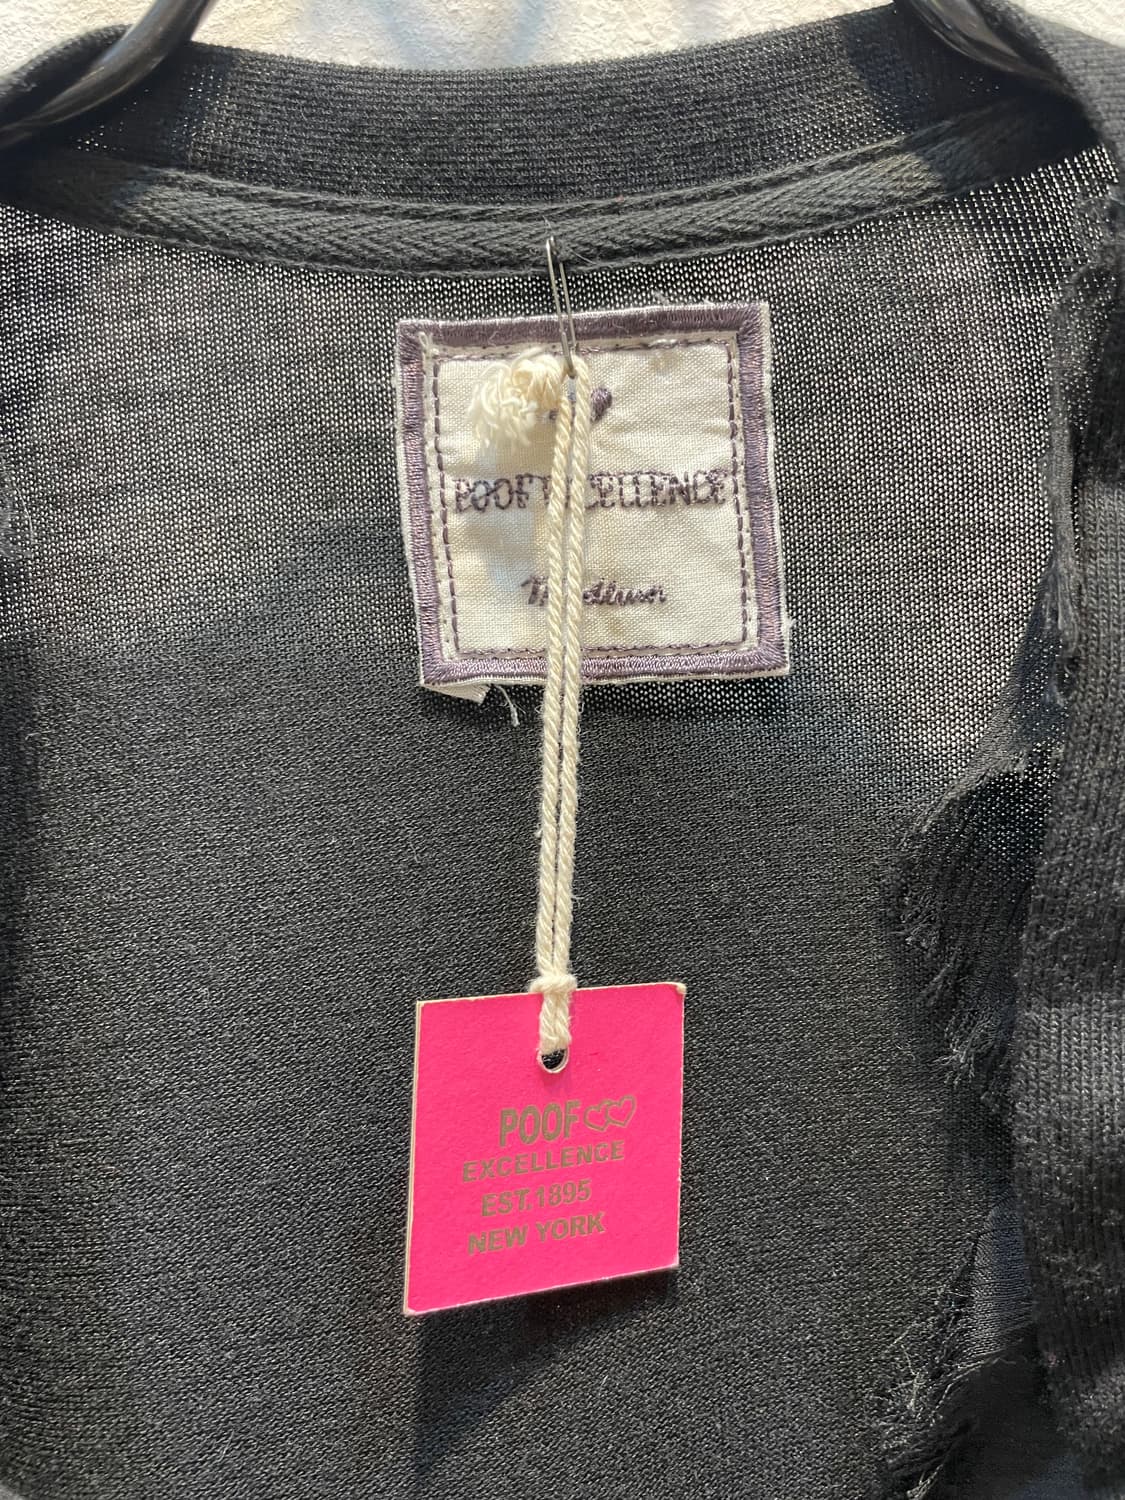 POOF EXCELLENCE
Medium
POOF
EXCELLENCE
EST.1895
NEW YORK